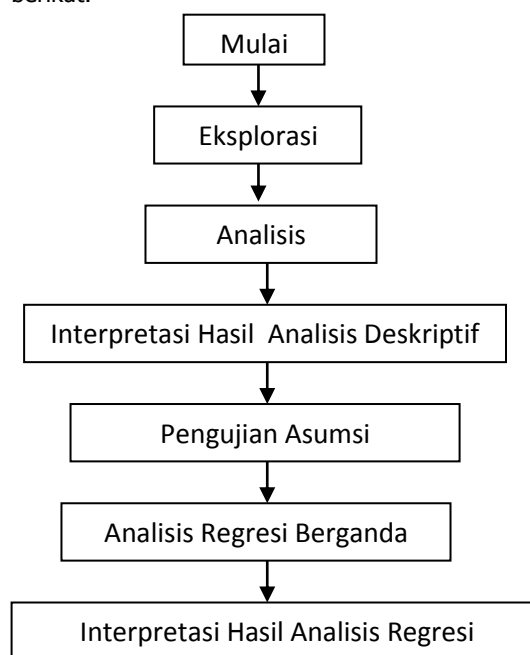 Mulai
Eksplorasi
Analisis
Interpretasi Hasil Analisis Deskriptif
Pengujian Asumsi
Analisis Regresi Berganda
Interpretasi Hasil Analisis Regresi